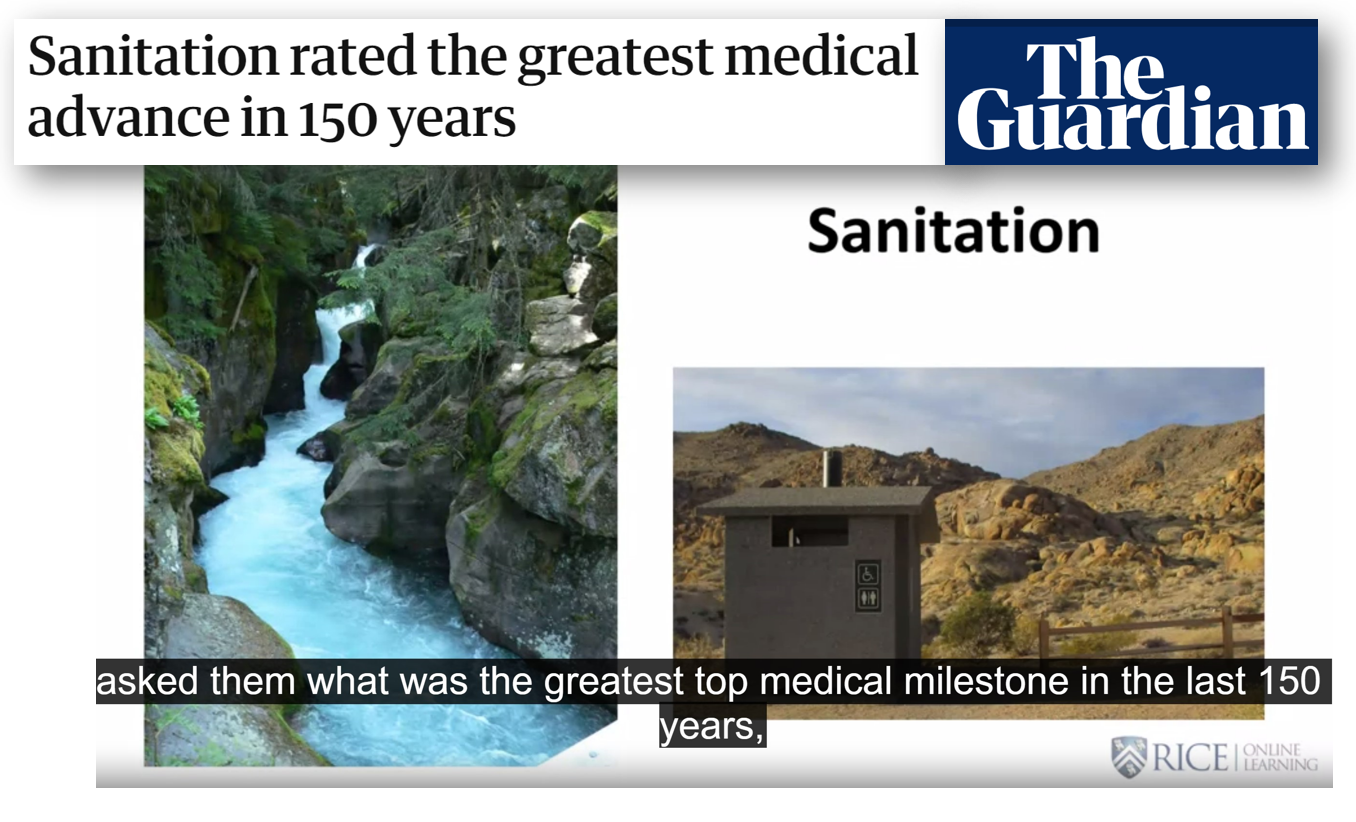 Sanitation rated the greatest medical
advance in 150 years
The
Guardian
Sanitation
asked them what was the greatest top medical milestone in the last 150
years,
RICE
ONLINE
LEARNING